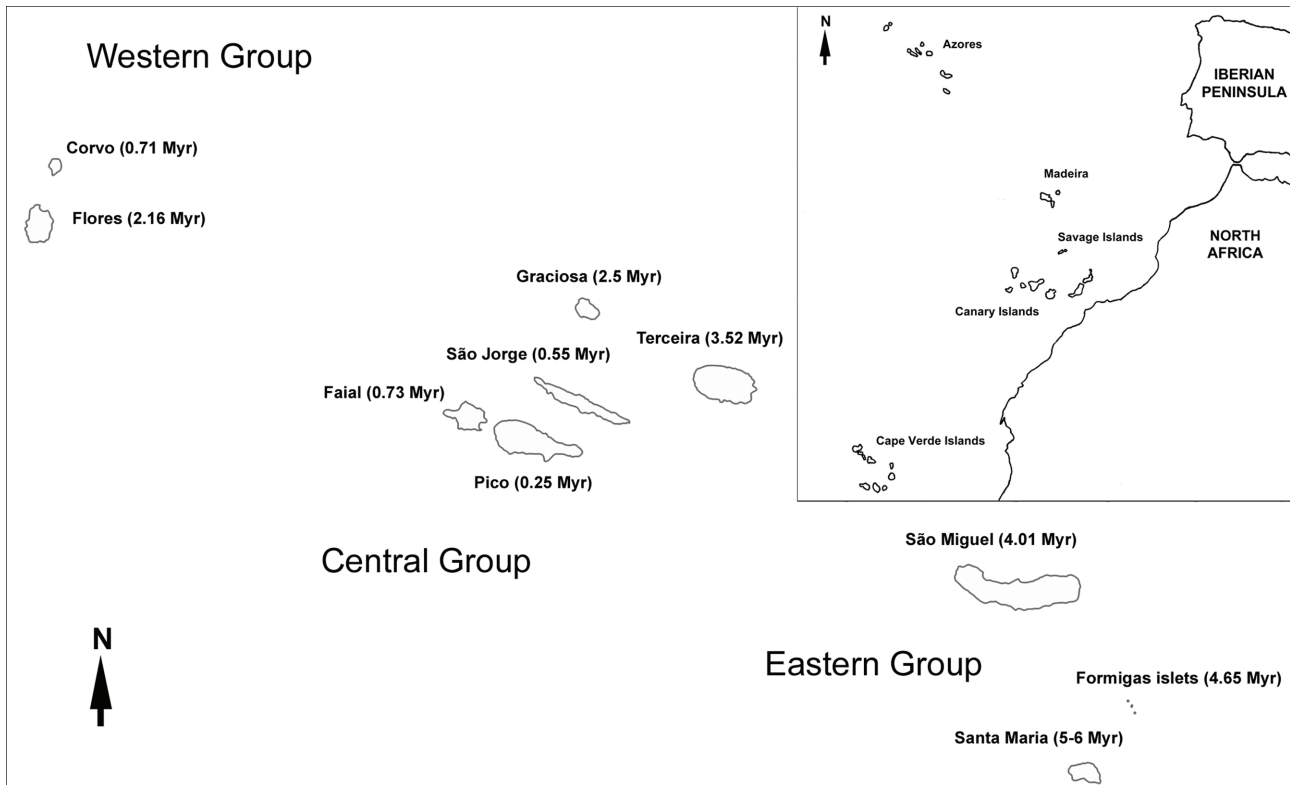 Western Group
Corvo (0.71 Myr)
Flores (2.16 Myr)
Graciosa (2.5 Myr)
Terceira (3.52 Myr)
São Jorge (0.55 Myr)
Faial (0.73 Myr)
Pico (0.25 Myr)
Central Group
N
N
Azores
IBERIAN
PENINSULA
Madeira
Savage Islands
NORTH
AFRICA
Canary Islands
Cape Verde Islands
São Miguel (4.01 Myr)
Eastern Group
Formigas islets (4.65 Myr)
Santa Maria (5-6 Myr)